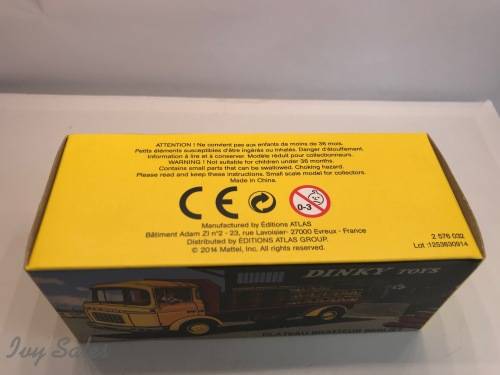 ATTENTION ! Ne convient pas aux enfants de moins de 36 mois.
Petits éléments susceptibles d'être ingérés ou inhalés. Danger d'étouffement.
Information à lire et à conserver. Modèle réduit pour collectionneurs.
WARNING ! Not suitable for children under 36 months.
Contains small parts that can be swallowed. Choking hazard.
Please read and keep these instructions. Small scale model for collectors.
Made in China.
CE
0-3
Manufactured by Éditions ATLAS
Bâtiment Adam ZI n°2 - 23, rue Lavoisier- 27000 Evreux - France
Distributed by ÉDITIONS ATLAS GROUP.
© 2014 Mattel, Inc. All rights reserved.
2 576 032
Lot :1253630914
DINKY TOYS
PLATEAU BRASSEUR
Ivy Sales